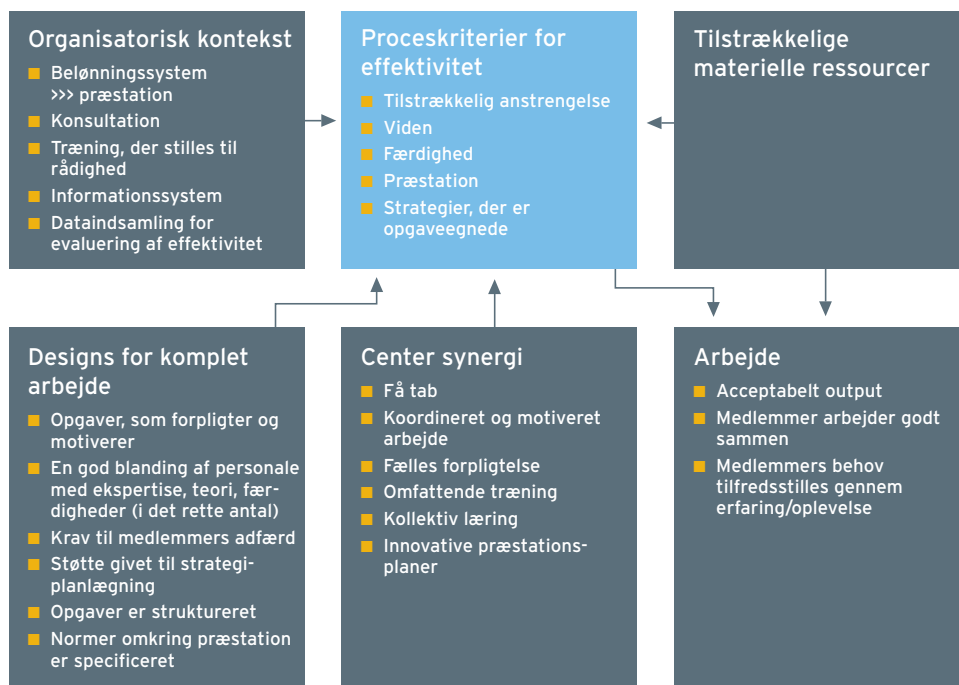 Organisatorisk kontekst
Belønningssystem
>>> præstation
Konsultation
Træning, der stilles til
rådighed
Informationssystem
Dataindsamling for
evaluering af effektivitet
Proceskriterier for
effektivitet
Tilstrækkelig anstrengelse
Viden
Færdighed
Præstation
Strategier, der er
opgaveegnede
Tilstrækkelige
materielle ressourcer
Designs for komplet
arbejde
Opgaver, som forpligter og
motiverer
En god blanding af personale
med ekspertise, teori, fær-
digheder (i det rette antal)
Krav til medlemmers adfærd
Støtte givet til strategi-
planlægning
Opgaver er struktureret
Normer omkring præstation
er specificeret
Center synergi
Få tab
Koordineret og motiveret
arbejde
Fælles forpligtelse
Omfattende træning
Kollektiv læring
Innovative præstations-
planer
Arbejde
Acceptabelt output
Medlemmer arbejder godt
sammen
Medlemmers behov
tilfredsstilles gennem
erfaring/oplevelse